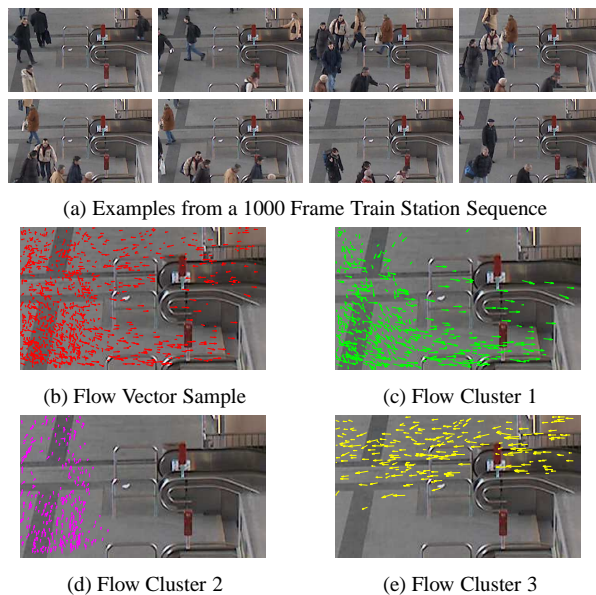 (a) Examples from a 1000 Frame Train Station Sequence
(b) Flow Vector Sample
(c) Flow Cluster 1
(d) Flow Cluster 2
(e) Flow Cluster 3